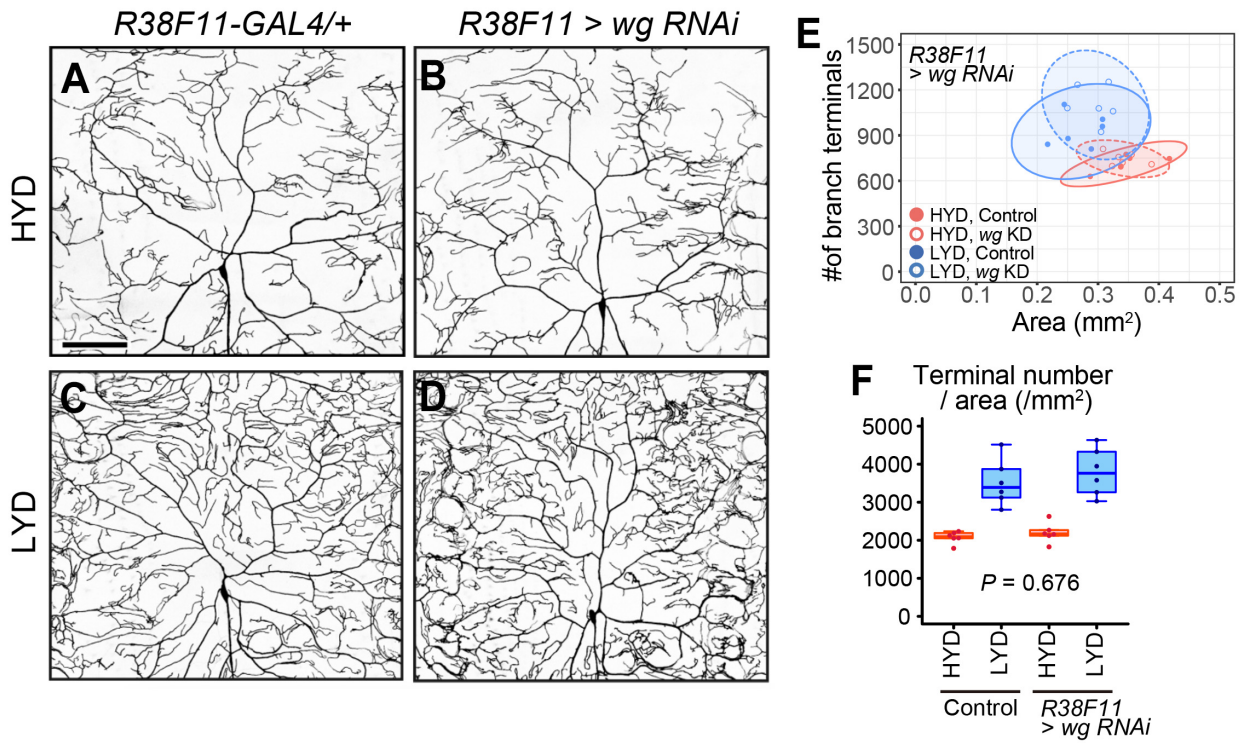 R38F11-GAL4/+
R38F11 > wg RNAi
HYD
LYD
A
B
C
D
E
R38F11
> wg RNAi
#of branch terminals
1500
1200
900
600
300
0
HYD, Control
HYD, wg KD
LYD, Control
LYD, wg KD
0.0 0.1 0.2 0.3 0.4 0.5
Area (mm²)
F
Terminal number
/ area (/mm²)
5000
4000
3000
2000
1000
0
P = 0.676
HYD LYD HYD LYD
Control
R38F11
> wg RNAi